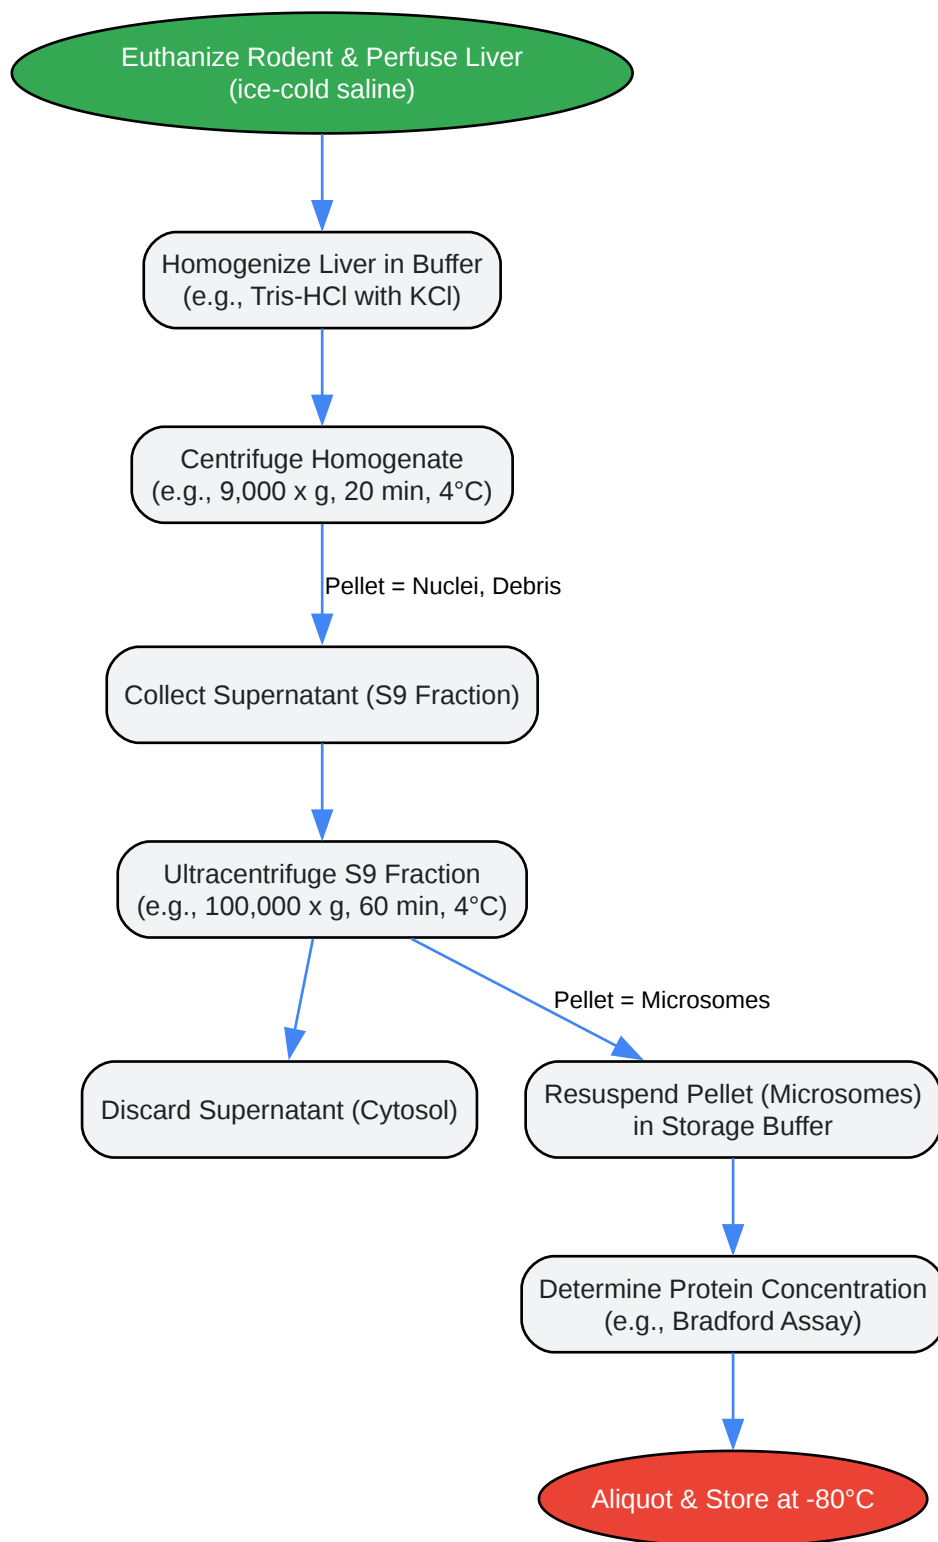 Euthanize Rodent & Perfuse Liver
(ice-cold saline)
Homogenize Liver in Buffer
(e.g., Tris-HCl with KCl)
Centrifuge Homogenate
(e.g., 9,000 x g, 20 min, 4°C)
Pellet = Nuclei, Debris
Collect Supernatant (S9 Fraction)
Ultracentrifuge S9 Fraction
(e.g., 100,000 x g, 60 min, 4°C)
Pellet = Microsomes
Discard Supernatant (Cytosol)
Resuspend Pellet (Microsomes)
in Storage Buffer
Determine Protein Concentration
(e.g., Bradford Assay)
Aliquot & Store at -80°C